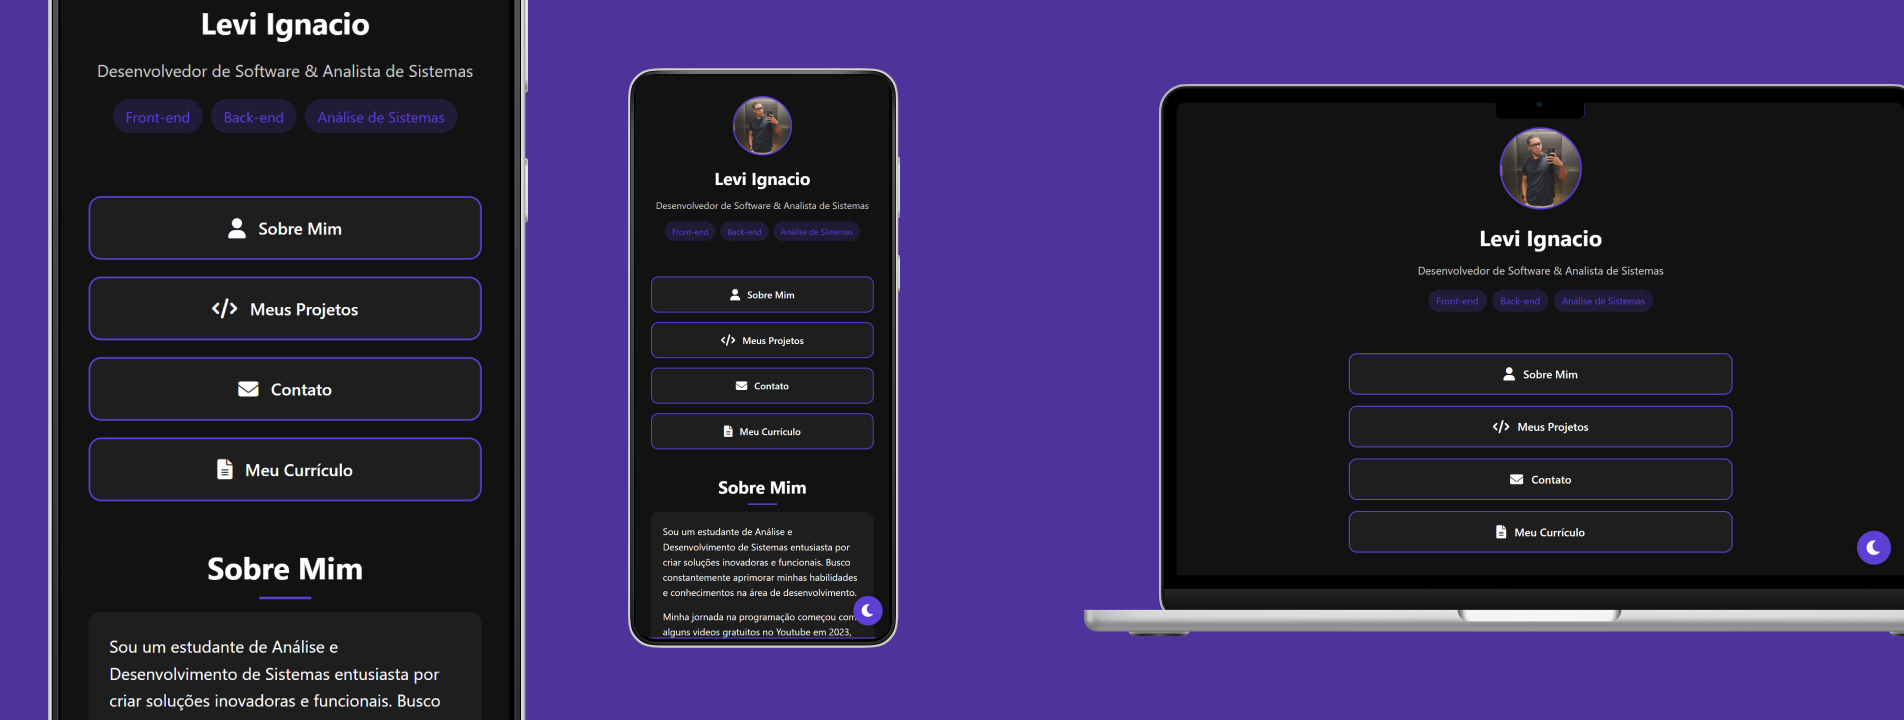 Levi Ignacio
Desenvolvedor de Software & Analista de Sistemas
Front-end
Back-end
Análise de Sistemas
Sobre Mim
Meus Projetos
Contato
Meu Currículo
Sobre Mim
Sou um estudante de Análise e
Desenvolvimento de Sistemas entusiasta por
criar soluções inovadoras e funcionais. Busco
Levi Ignacio
Desenvolvedor de Software & Analista de Sistemas
Front-end
Back-end
Análise de Sistemas
Sobre Mim
Meus Projetos
Contato
Meu Currículo
Sobre Mim
Sou um estudante de Análise e
Desenvolvimento de Sistemas entusiasta por
criar soluções inovadoras e funcionais. Busco
constantemente aprimorar minhas habilidades
e conhecimentos na área de desenvolvimento.
Minha jornada na programação começou com
alguns videos gratuitos no Youtube em 2023,
Levi Ignacio
Desenvolvedor de Software & Analista de Sistemas
Front-end
Back-end
Análise de Sistemas
Sobre Mim
Meus Projetos
Contato
Meu Currículo